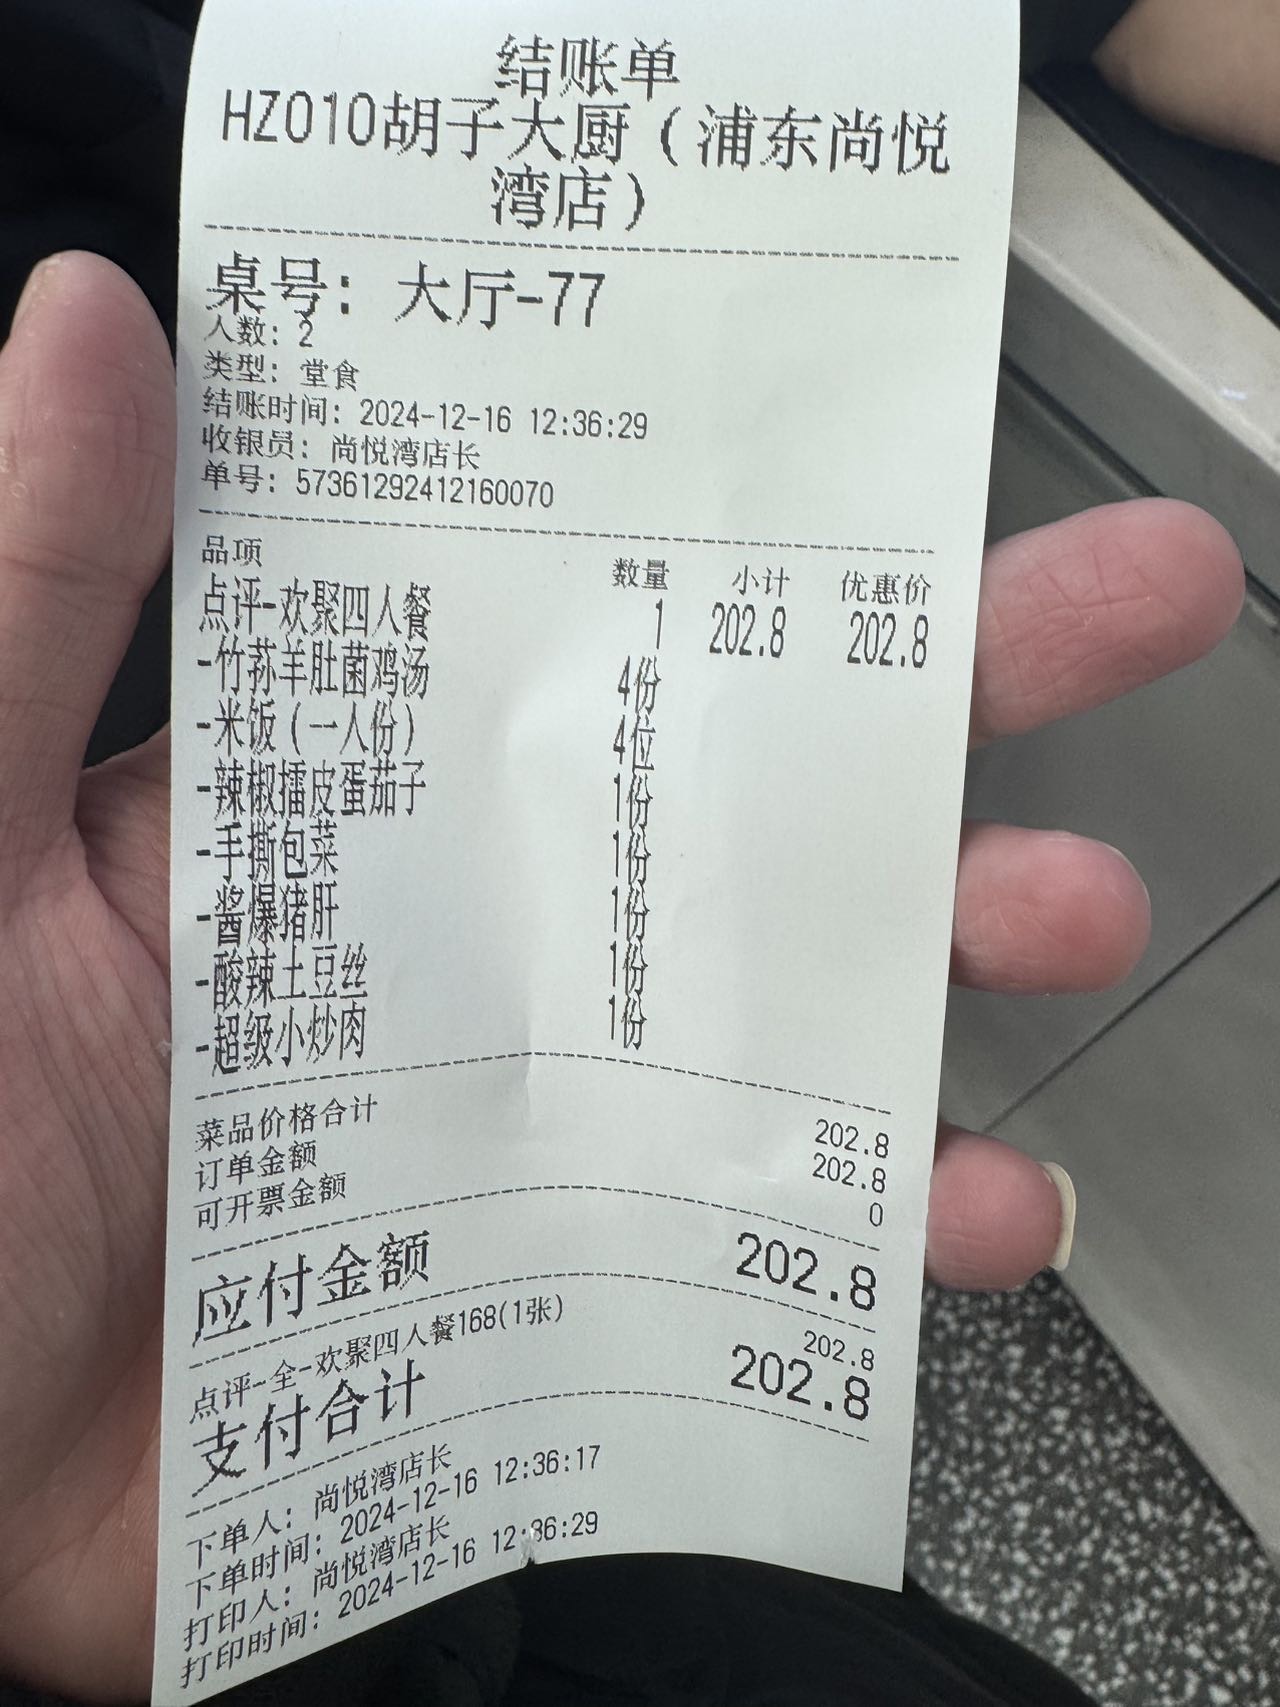 结账单
HZ010胡子大厨(浦东尚悦
湾店)
桌号: 大厅-77
人数: 2
类型: 堂食
结账时间: 2024-12-16 12:36:29
收银员: 尚悦湾店长
单号: 573612924121600​70
品项 数量 小计 优惠价
点评-欢聚四人餐 1 202.8 202.8
-竹荪羊肚菌鸡汤 4份
-米饭(一人份) 4位
-辣椒擂皮蛋茄子 1份
-手撕包菜 1份
-酱爆猪肝 1份
-酸辣土豆丝 1份
-超级小炒肉 1份
菜品价格合计 202.8
订单金额 202.8
可开票金额 0
应付金额 202.8
点评-全-欢聚四人餐168(1张) 202.8
支付合计 202.8
下单人: 尚悦湾店长
下单时间: 2024-12-16 12:36:17
打印人: 尚悦湾店长
打印时间: 2024-12-16 12:36:29